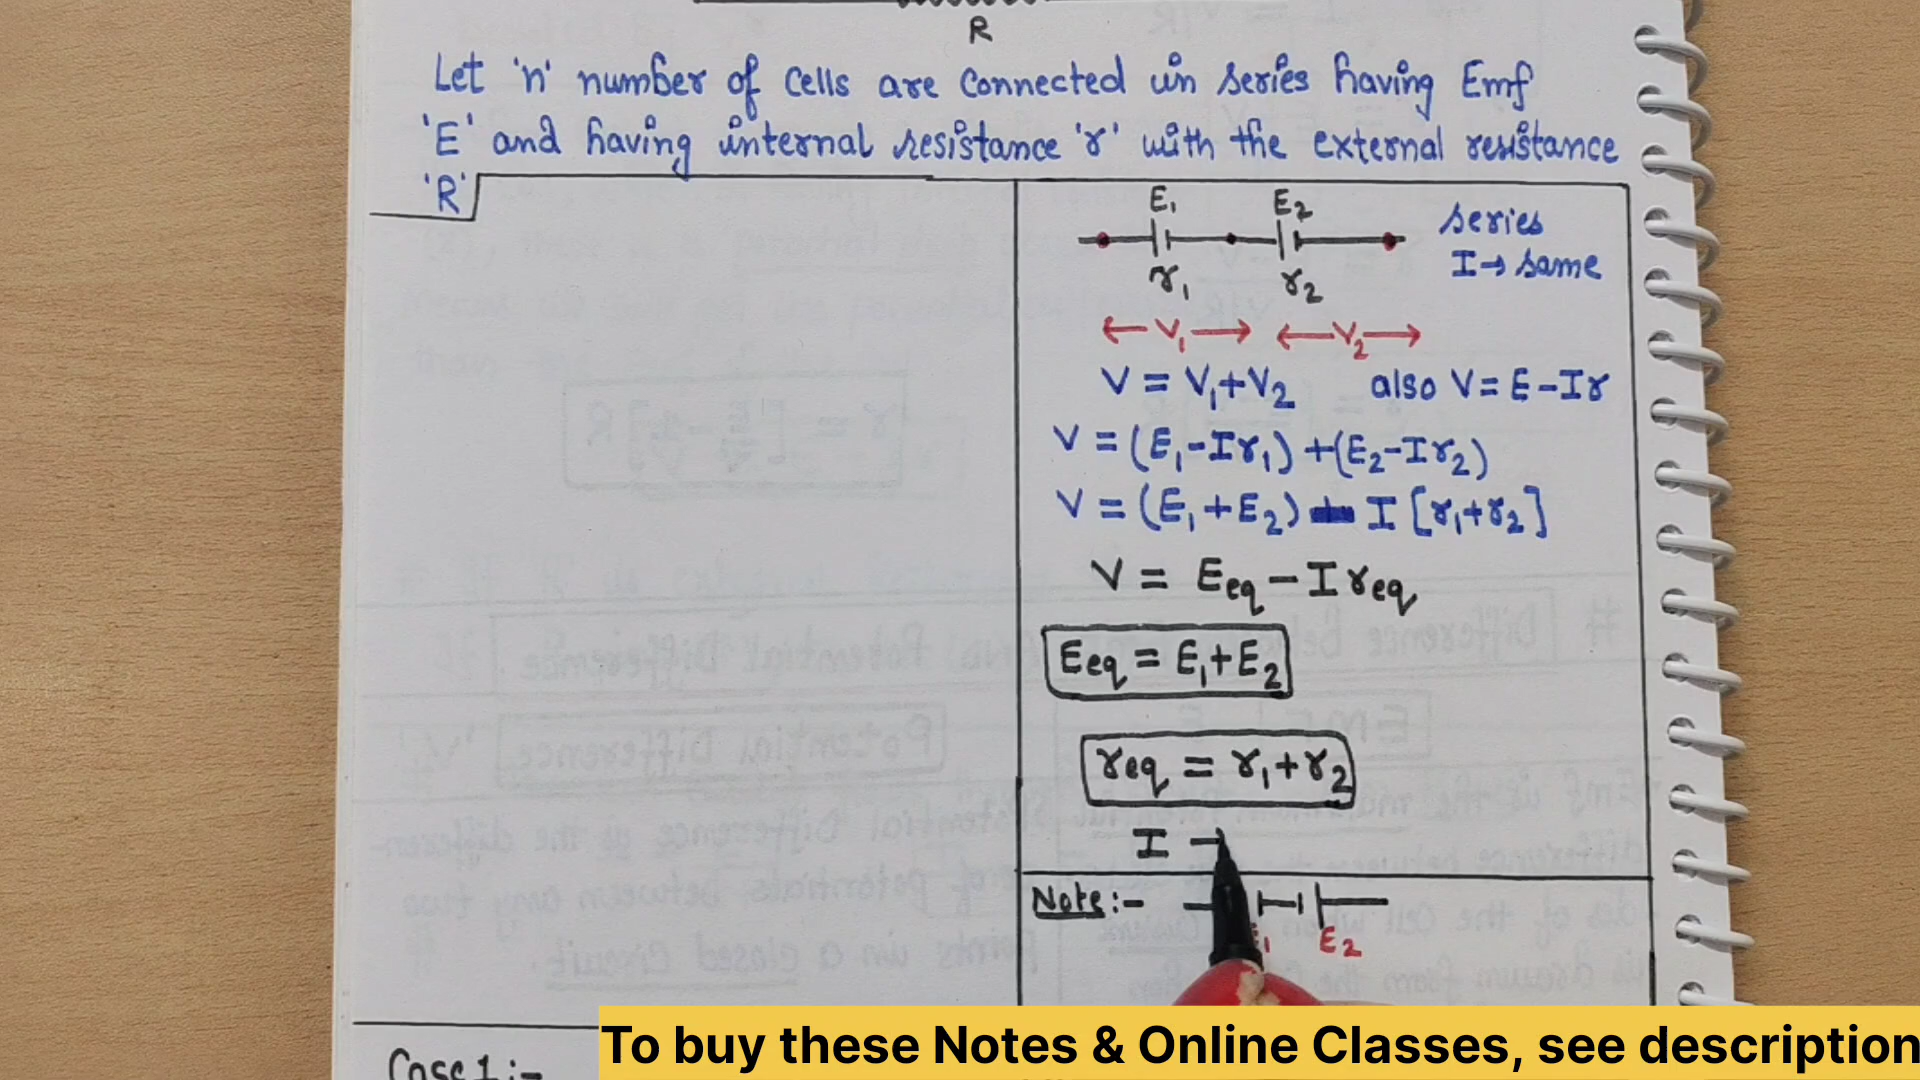 R
Let 'n' number of cells are connected in series having Emf
'E' and having internal resistance 'r' with the external resistance
'R'
E₁ E₂
r₁ r₂
series
I→ same
V₁ V₂
V = V₁+V₂ also V = E-Ir
V = (E₁-Ir₁)+(E₂-Ir₂)
V = (E₁+E₂) - I [r₁+r₂]
V = Eeq - I req
Eeq = E₁+E₂
req = r₁+r₂
I
Note:-
E₂
Case 1:-
To buy these Notes & Online Classes, see description